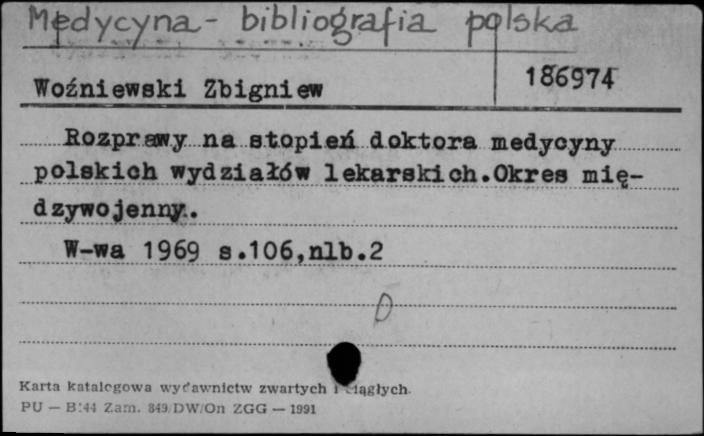 Medycyna - bibliografia polska
Woźniewski Zbigniew
186974
Rozprawy na stopień doktora medycyny
polskich wydziałów lekarskich.Okres mię-
dzywojenny.
W-wa 1969 s.106,nlb.2
D
Karta katalogowa wydawnictw zwartych i ciągłych.
PU — B.44 Zam. 849/DW/On ZGG — 1991